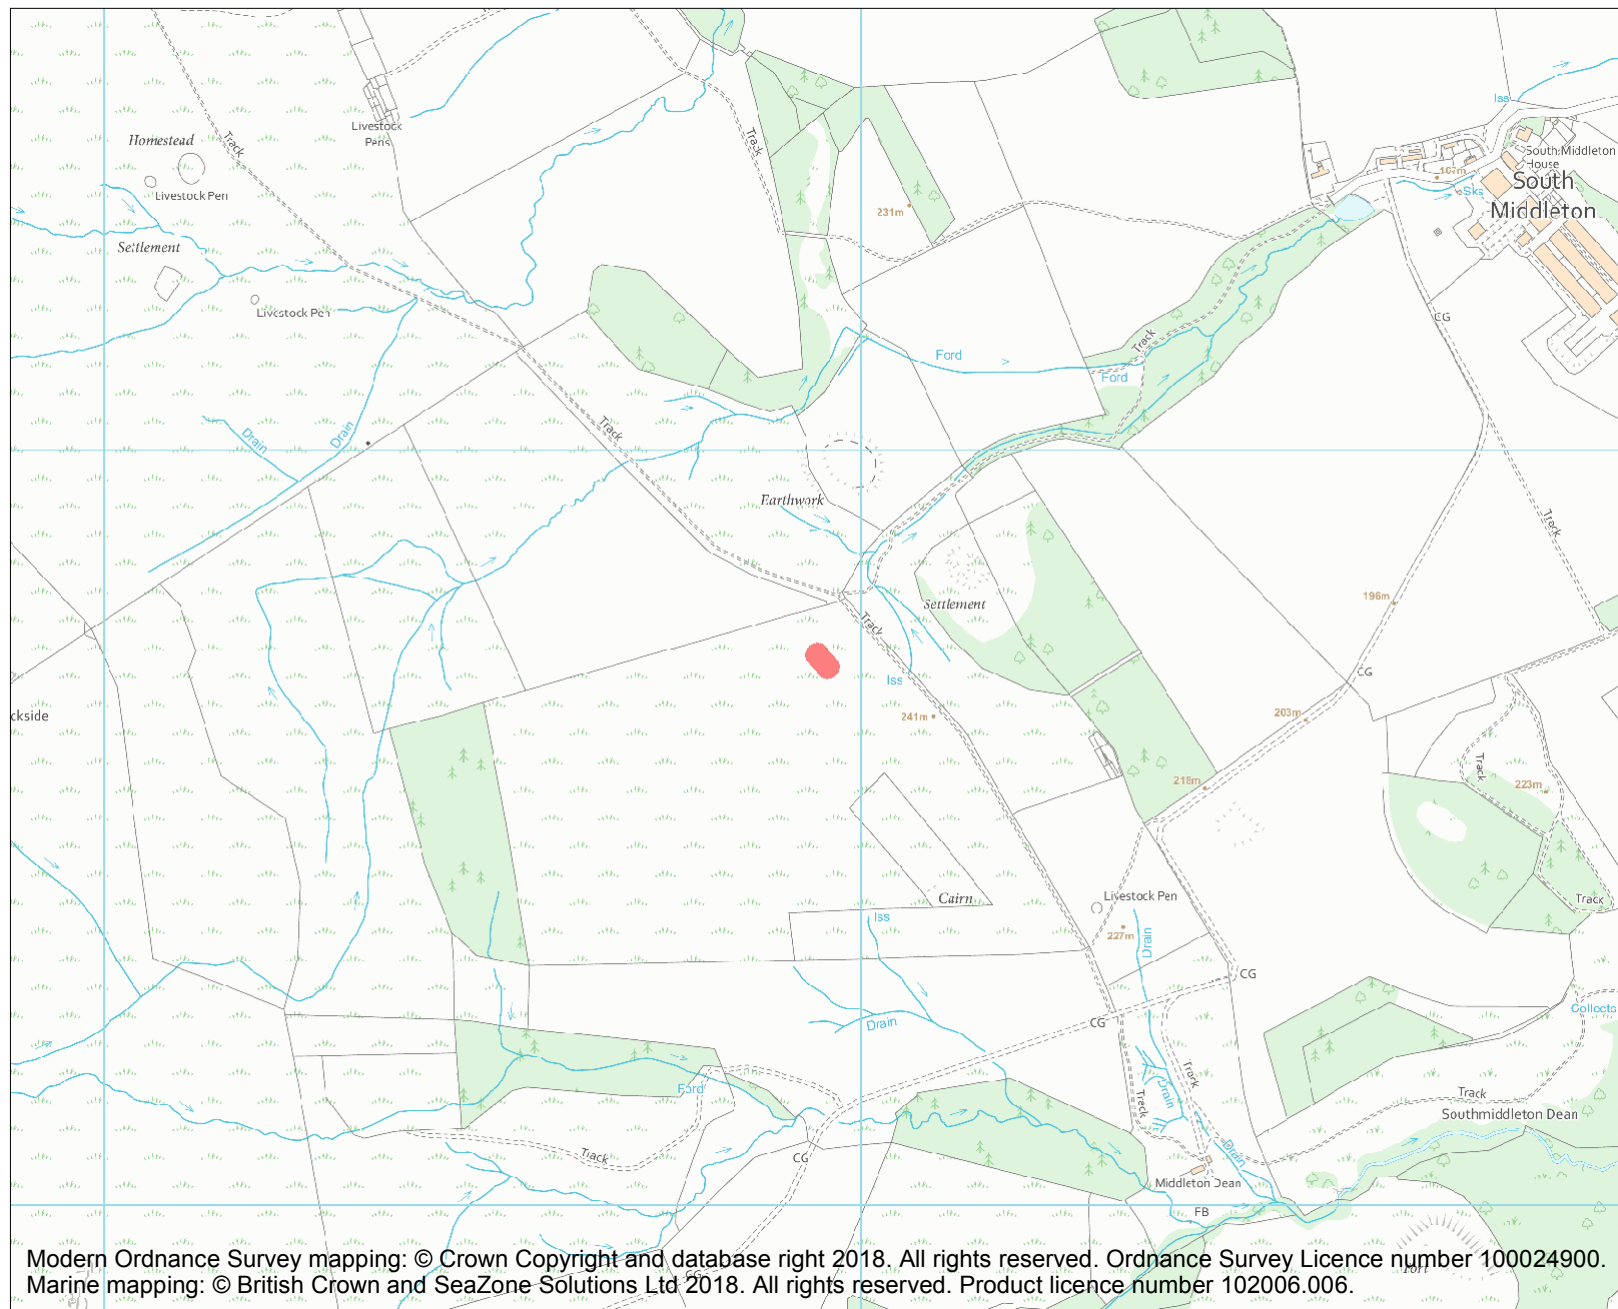 Iss
Livestock
Pens
Homestead
Track
Track
South Middleton
House
167m
South
Middleton
Sks
Livestock Pen
231m
Settlement
Livestock Pen
CG
Ford
Track
Ford
Track
Drain
Drain
Earthwork
Track
Settlement
196m
Track
Iss
CG
ckside
241m
203m
Track
218m
223m
Livestock Pen
Cairn
Track
Iss
227m
Drain
CG
Drain
CG
Collects
Track
Ford
Drain
Track
Track
Southmiddleton Dean
Track
CG
Drain
Middleton Dean
FB
Modern Ordnance Survey mapping: © Crown Copyright and database right 2018. All rights reserved. Ordnance Survey Licence number 100024900.
Fort
CG
Marine mapping: © British Crown and SeaZone Solutions Ltd 2018. All rights reserved. Product licence number 102006.006.